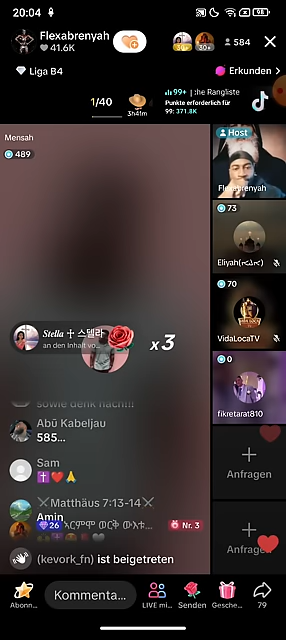 20:04
98
Flexabrenyah
41.6K
30+
584
Liga B4
Erkunden >
1/40
3h41m
99+ | :he Rangliste
Punkte erforderlich für
99: 371.8K
Mensah
489
Host
Flexabrenyah
73
Eliyah
70
VidaLocaTV
0
fikretarat810
Stella ✝ 스텔라
an den Inhalt vo...
x3
sowie denk nach!!!
Abū Kabeljau
585...
Sam
⚔Matthäus 7:13-14⚔
Amin
26
Nr. 3
(kevork_fn) ist beigetreten
Anfragen
Anfragen
Abonn...
Kommenta...
LIVE mi...
Senden
Gesche...
79